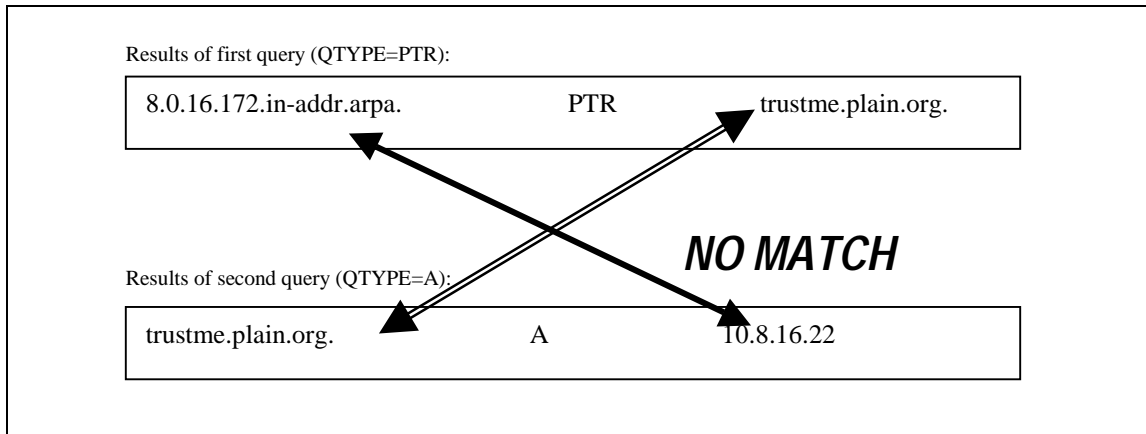 Results of first query (QTYPE=PTR):
8.0.16.172.in-addr.arpa. PTR trustme.plain.org.
NO MATCH
Results of second query (QTYPE=A):
trustme.plain.org. A 10.8.16.22